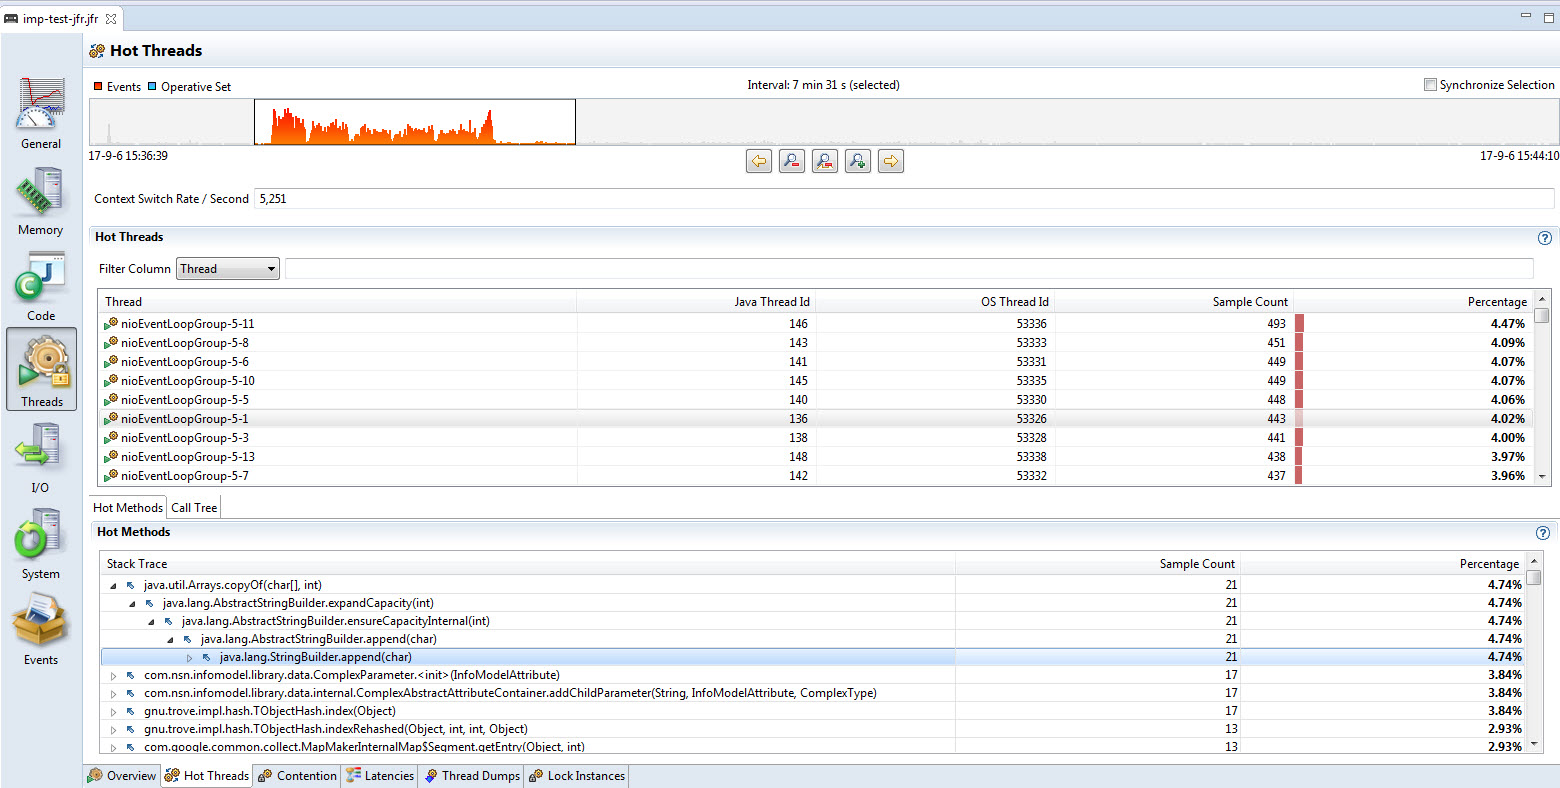 imp-test-jfr.jfr
Hot Threads
Events Operative Set Interval: 7 min 31 s (selected) Synchronize Selection
17-9-6 15:36:39 17-9-6 15:44:10
Context Switch Rate / Second 5,251
Hot Threads
Filter Column Thread
Thread Java Thread Id OS Thread Id Sample Count Percentage
nioEventLoopGroup-5-11 146 53336 493 4.47%
nioEventLoopGroup-5-8 143 53333 451 4.09%
nioEventLoopGroup-5-6 141 53331 449 4.07%
nioEventLoopGroup-5-10 145 53335 449 4.07%
nioEventLoopGroup-5-5 140 53330 448 4.06%
nioEventLoopGroup-5-1 136 53326 443 4.02%
nioEventLoopGroup-5-3 138 53328 441 4.00%
nioEventLoopGroup-5-13 148 53338 438 3.97%
nioEventLoopGroup-5-7 142 53332 437 3.96%
Hot Methods Call Tree
Hot Methods
Stack Trace Sample Count Percentage
java.util.Arrays.copyOf(char[], int) 21 4.74%
java.lang.AbstractStringBuilder.expandCapacity(int) 21 4.74%
java.lang.AbstractStringBuilder.ensureCapacityInternal(int) 21 4.74%
java.lang.AbstractStringBuilder.append(char) 21 4.74%
java.lang.StringBuilder.append(char) 21 4.74%
com.nsn.infomodel.library.data.ComplexParameter.<init>(InfoModelAttribute) 17 3.84%
com.nsn.infomodel.library.data.internal.ComplexAbstractAttributeContainer.addChildParameter(String, InfoModelAttribute, ComplexType) 17 3.84%
gnu.trove.impl.hash.TObjectHash.index(Object) 17 3.84%
gnu.trove.impl.hash.TObjectHash.indexRehashed(Object, int, int, Object) 13 2.93%
com.google.common.collect.MapMakerInternalMap$Segment.getEntry(Object, int) 13 2.93%
General
Memory
Code
Threads
I/O
System
Events
Overview Hot Threads Contention Latencies Thread Dumps Lock Instances